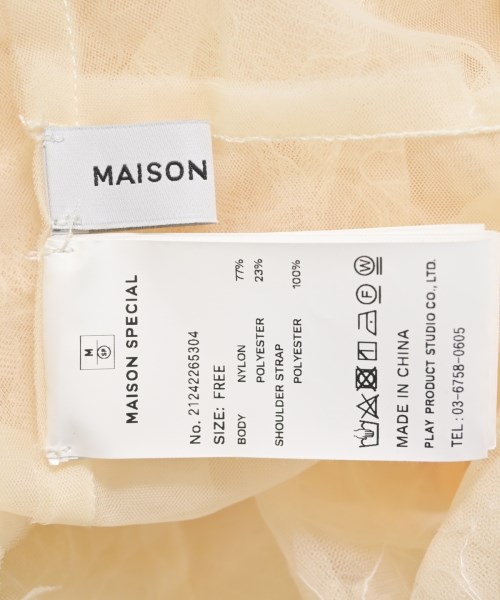 MAISON
M
SP
MAISON SPECIAL
No. 21242265304
SIZE: FREE
BODY NYLON 77%
POLYESTER 23%
SHOULDER STRAP
POLYESTER 100%
F W
MADE IN CHINA
PLAY PRODUCT STUDIO CO., LTD.
TEL : 03-6758-0605